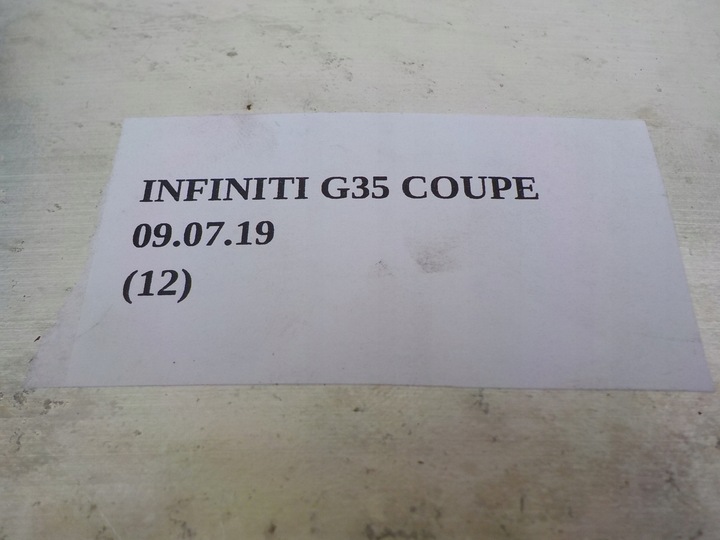 INFINITI G35 COUPE
09.07.19
(12)